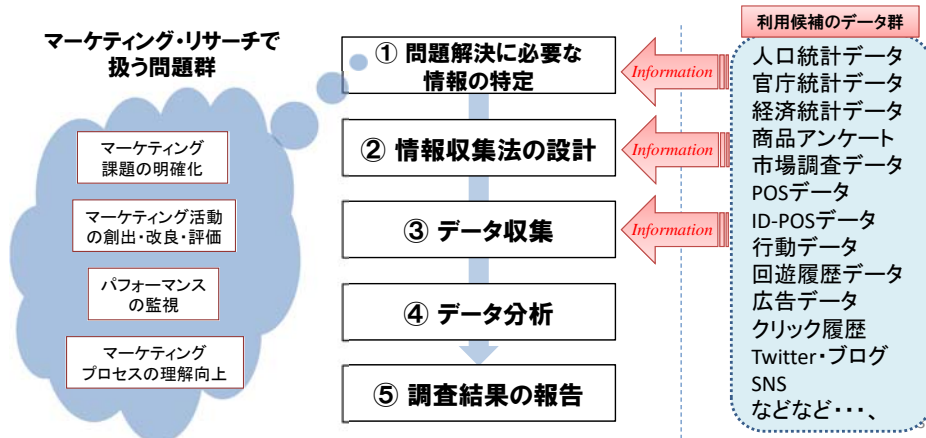 マーケティング・リサーチで
扱う問題群
マーケティング
課題の明確化
マーケティング活動
の創出・改良・評価
パフォーマンス
の監視
マーケティング
プロセスの理解向上
① 問題解決に必要な
情報の特定
② 情報収集法の設計
③ データ収集
④ データ分析
⑤ 調査結果の報告
Information
Information
Information
利用候補のデータ群
人口統計データ
官庁統計データ
経済統計データ
商品アンケート
市場調査データ
POSデータ
ID-POSデータ
行動データ
回遊履歴データ
広告データ
クリック履歴
Twitter・ブログ
SNS
などなど・・・、